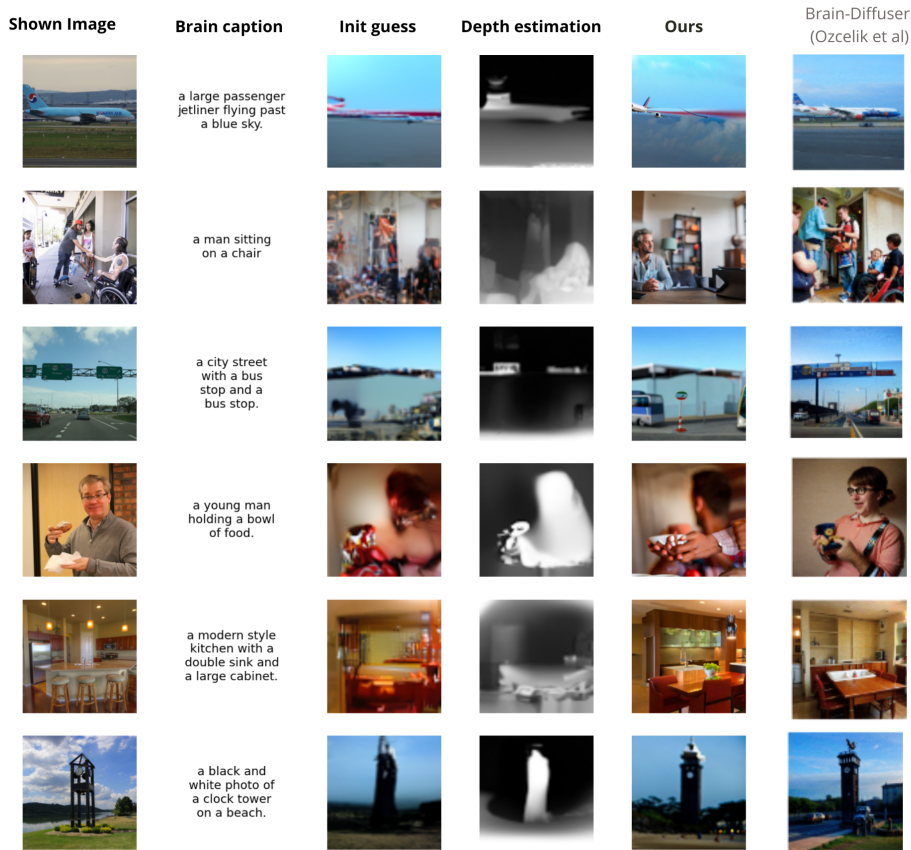 Shown Image
Brain caption
Init guess
Depth estimation
Ours
Brain-Diffuser
(Ozcelik et al)
a large passenger
jetliner flying past
a blue sky.
a man sitting
on a chair
a city street
with a bus
stop and a
bus stop.
a young man
holding a bowl
of food.
a modern style
kitchen with a
double sink and
a large cabinet.
a black and
white photo of
a clock tower
on a beach.